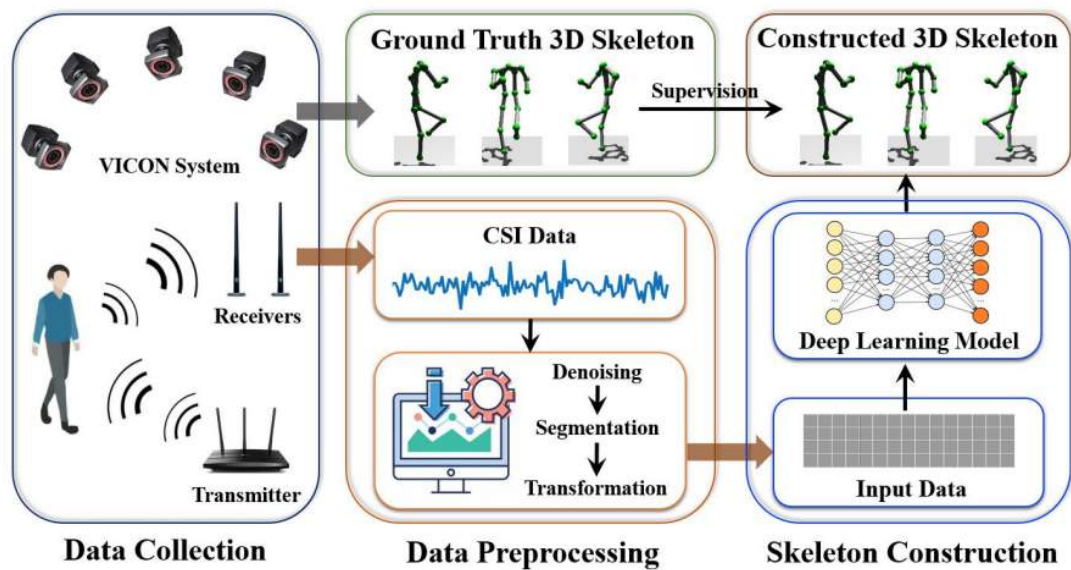 Ground Truth 3D Skeleton
Constructed 3D Skeleton
Supervision
VICON System
CSI Data
Receivers
Deep Learning Model
Denoising
Segmentation
Transformation
Transmitter
Input Data
Data Collection
Data Preprocessing
Skeleton Construction